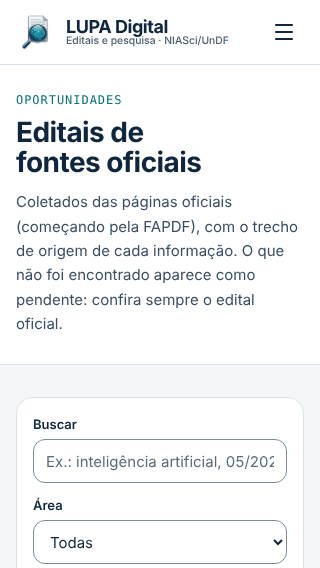 LUPA Digital
Editais e pesquisa · NIASci/UnDF
OPORTUNIDADES
Editais de
fontes oficiais
Coletados das páginas oficiais
(começando pela FAPDF), com o trecho
de origem de cada informação. O que
não foi encontrado aparece como
pendente: confira sempre o edital
oficial.
Buscar
Ex.: inteligência artificial, 05/202
Área
Todas